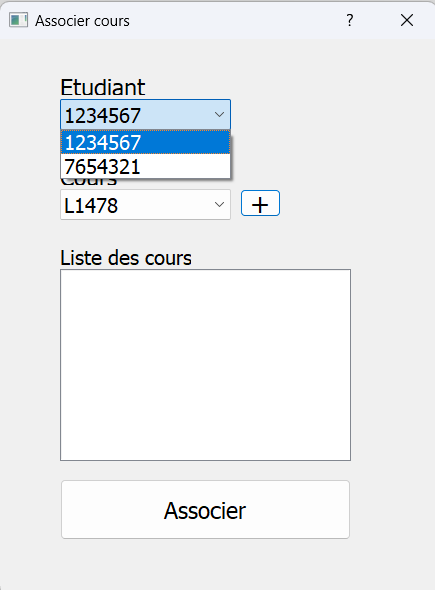 Associer cours ?
Etudiant
1234567
1234567
7654321
Cours
L1478 +
Liste des cours
Associer